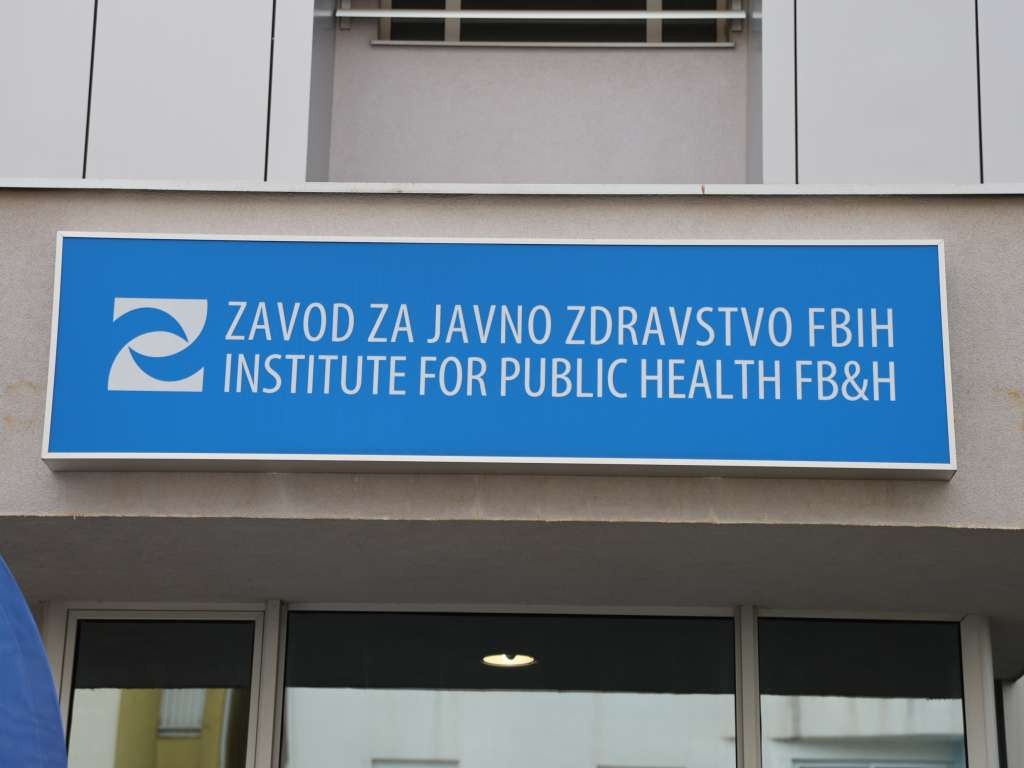 ZAVOD ZA JAVNO ZDRAVSTVO FBIH
INSTITUTE FOR PUBLIC HEALTH FB&H